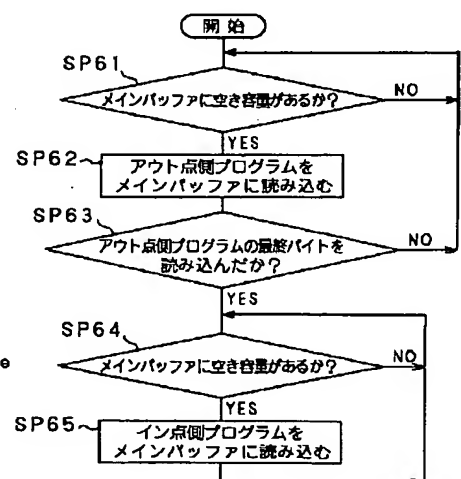 開 始
SP61
メインバッファに空き容量があるか?
NO
YES
SP62
アウト点側プログラムを
メインバッファに読み込む
SP63
アウト点側プログラムの最終バイトを
読み込んだか?
NO
YES
SP64
e
メインバッファに空き容量があるか?
NO
YES
SP65
イン点側プログラムを
メインバッファに読み込む